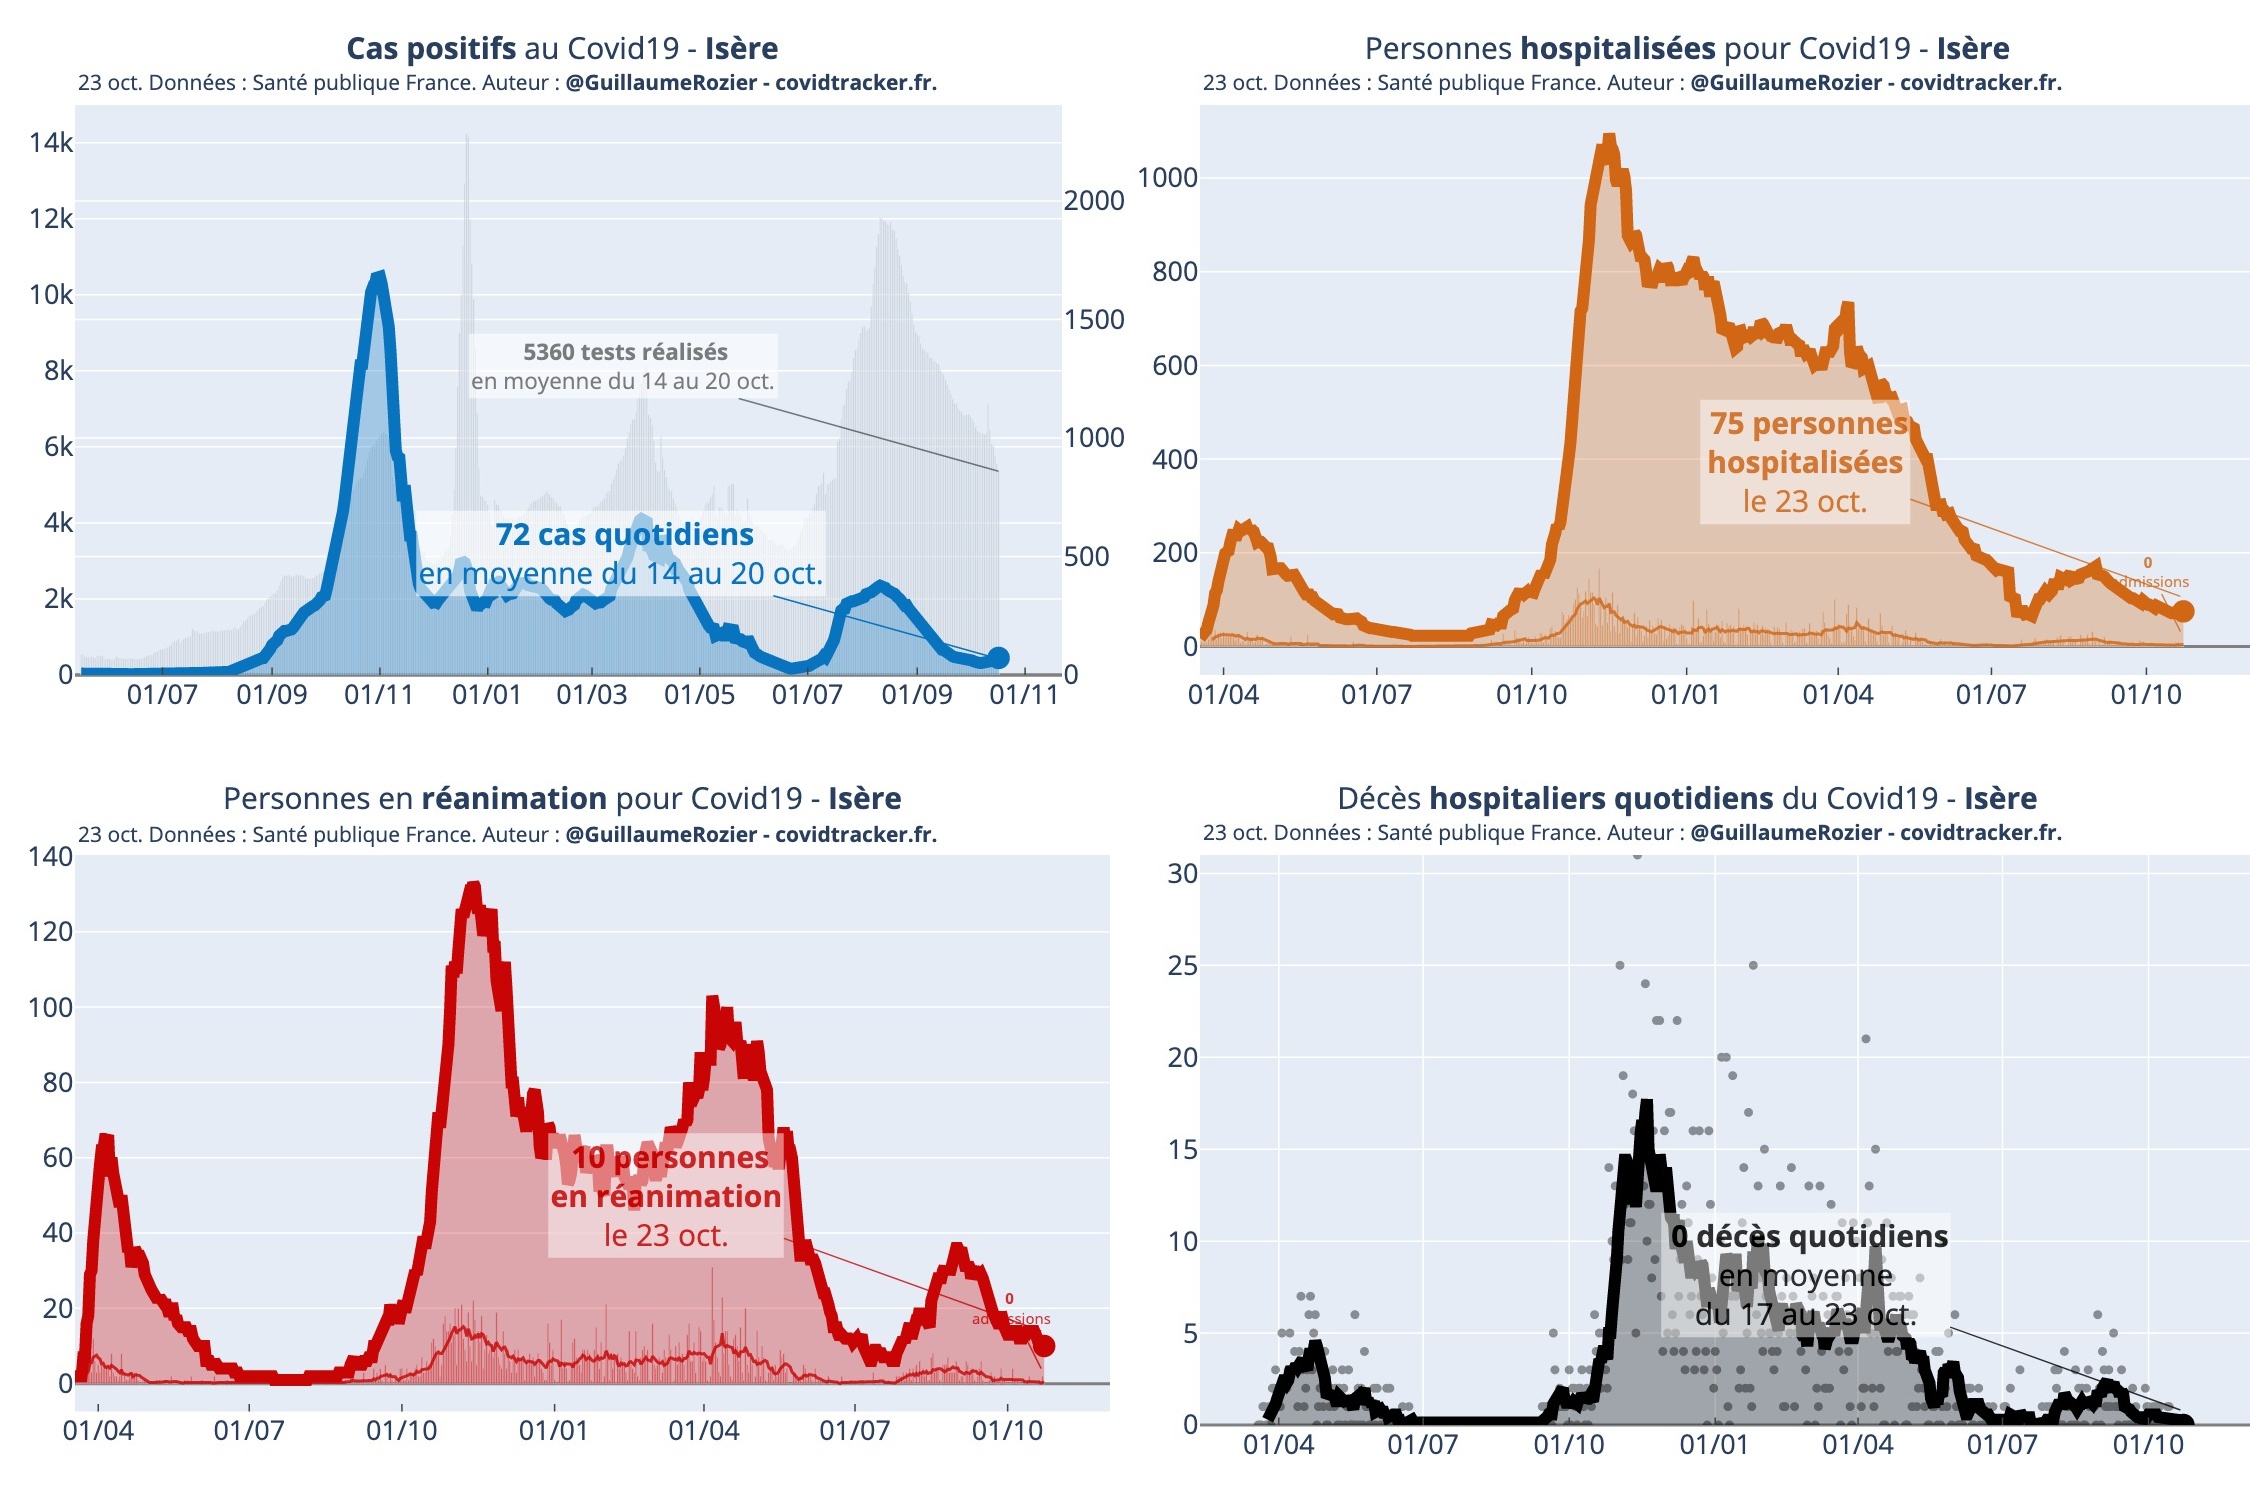 Cas positifs au Covid19 - Isère
23 oct. Données : Santé publique France. Auteur : @GuillaumeRozier - covidtracker.fr.
14k
12k
10k
8k
6k
4k
2k
0
2000
1500
1000
500
0
5360 tests réalisés
en moyenne du 14 au 20 oct.
72 cas quotidiens
en moyenne du 14 au 20 oct.
01/07 01/09 01/11 01/01 01/03 01/05 01/07 01/09 01/11
Personnes hospitalisées pour Covid19 - Isère
23 oct. Données : Santé publique France. Auteur : @GuillaumeRozier - covidtracker.fr.
1000
800
600
400
200
0
75 personnes
hospitalisées
le 23 oct.
0
admissions
01/04 01/07 01/10 01/01 01/04 01/07 01/10
Personnes en réanimation pour Covid19 - Isère
23 oct. Données : Santé publique France. Auteur : @GuillaumeRozier - covidtracker.fr.
140
120
100
80
60
40
20
0
10 personnes
en réanimation
le 23 oct.
0
admissions
01/04 01/07 01/10 01/01 01/04 01/07 01/10
Décès hospitaliers quotidiens du Covid19 - Isère
23 oct. Données : Santé publique France. Auteur : @GuillaumeRozier - covidtracker.fr.
30
25
20
15
10
5
0
0 décès quotidiens
en moyenne
du 17 au 23 oct.
01/04 01/07 01/10 01/01 01/04 01/07 01/10